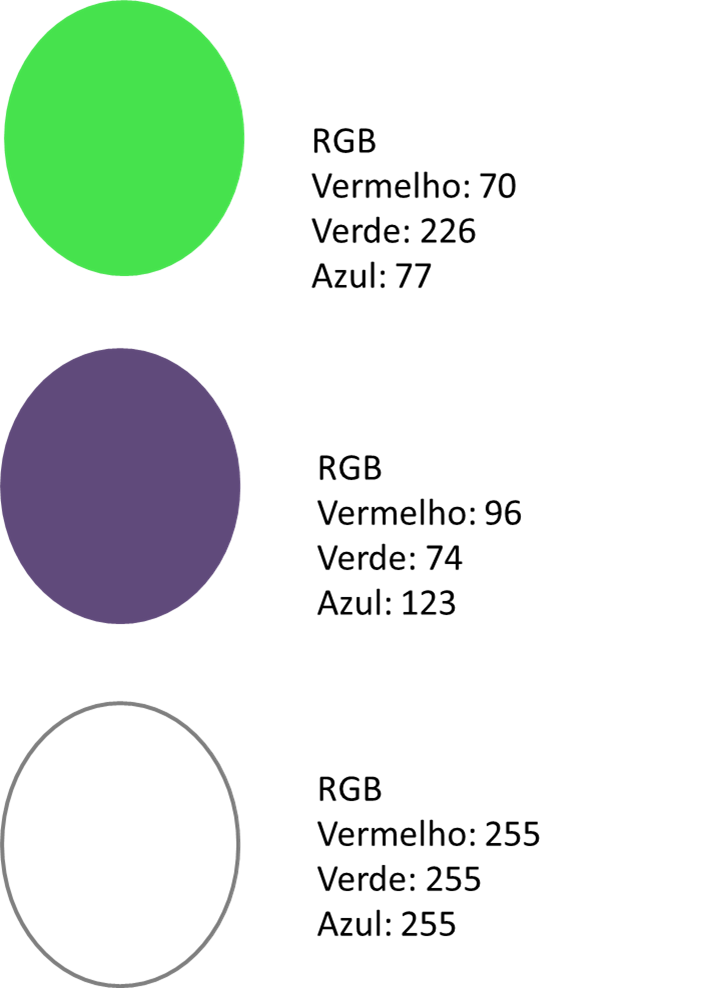 RGB
Vermelho: 70
Verde: 226
Azul: 77
RGB
Vermelho: 96
Verde: 74
Azul: 123
RGB
Vermelho: 255
Verde: 255
Azul: 255